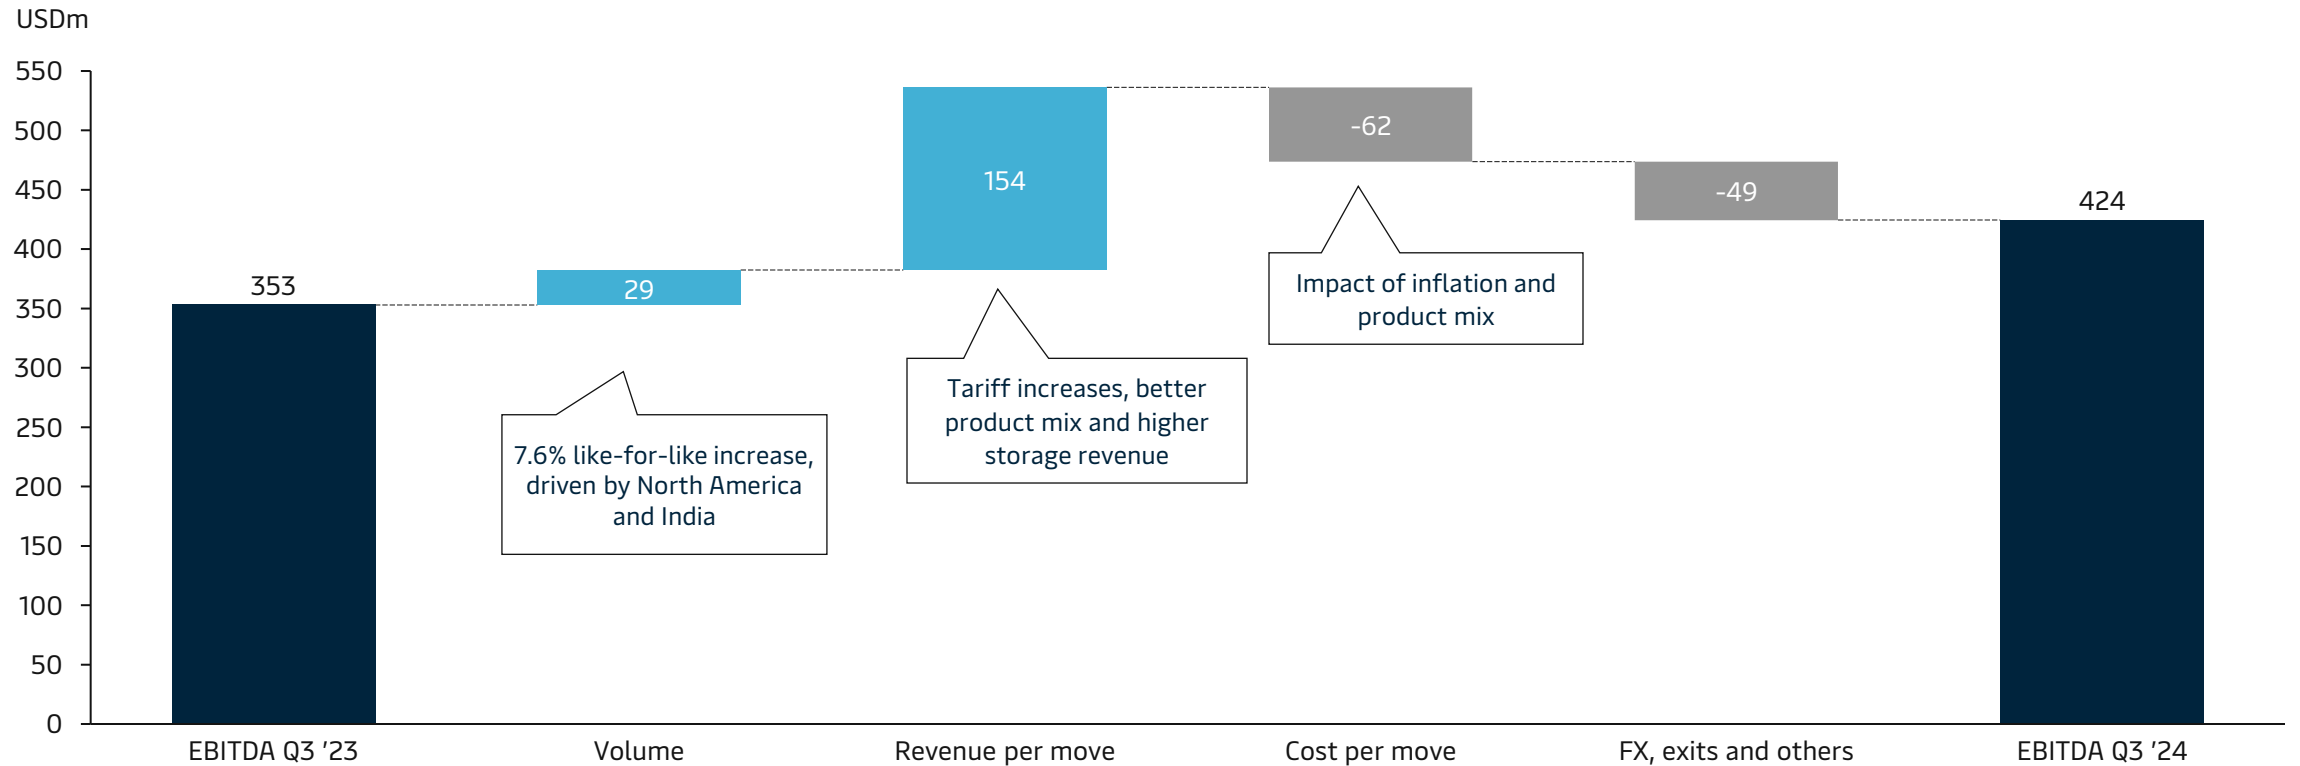 USDm
550
500
450
400
350
300
250
200
150
100
50
0
353
29
154
-62
-49
424
7.6% like-for-like increase,
driven by North America
and India
Tariff increases, better
product mix and higher
storage revenue
Impact of inflation and
product mix
EBITDA Q3 ’23
Volume
Revenue per move
Cost per move
FX, exits and others
EBITDA Q3 ’24